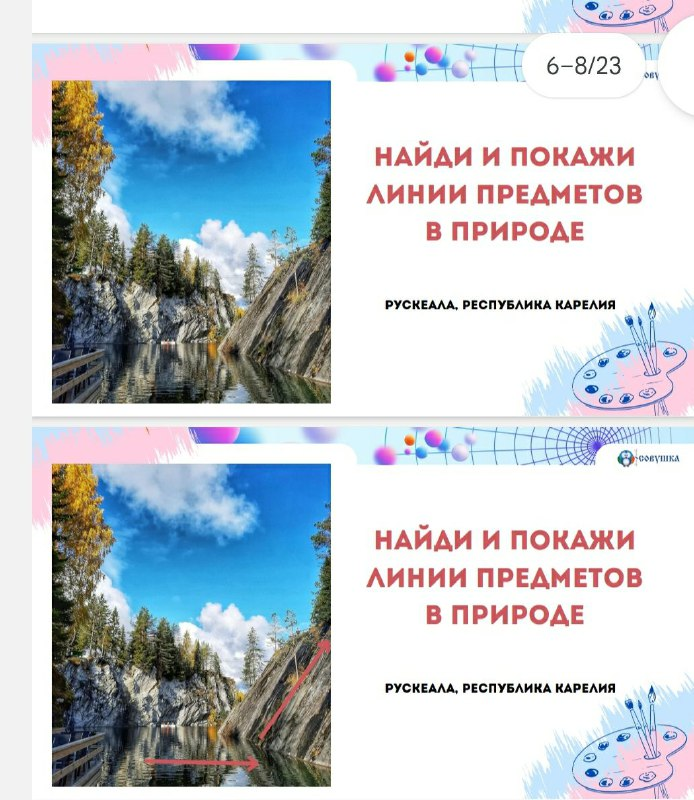 6–8/23
НАЙДИ И ПОКАЖИ
ЛИНИИ ПРЕДМЕТОВ
В ПРИРОДЕ
РУСКЕАЛА, РЕСПУБЛИКА КАРЕЛИЯ
СОВУШКА
НАЙДИ И ПОКАЖИ
ЛИНИИ ПРЕДМЕТОВ
В ПРИРОДЕ
РУСКЕАЛА, РЕСПУБЛИКА КАРЕЛИЯ